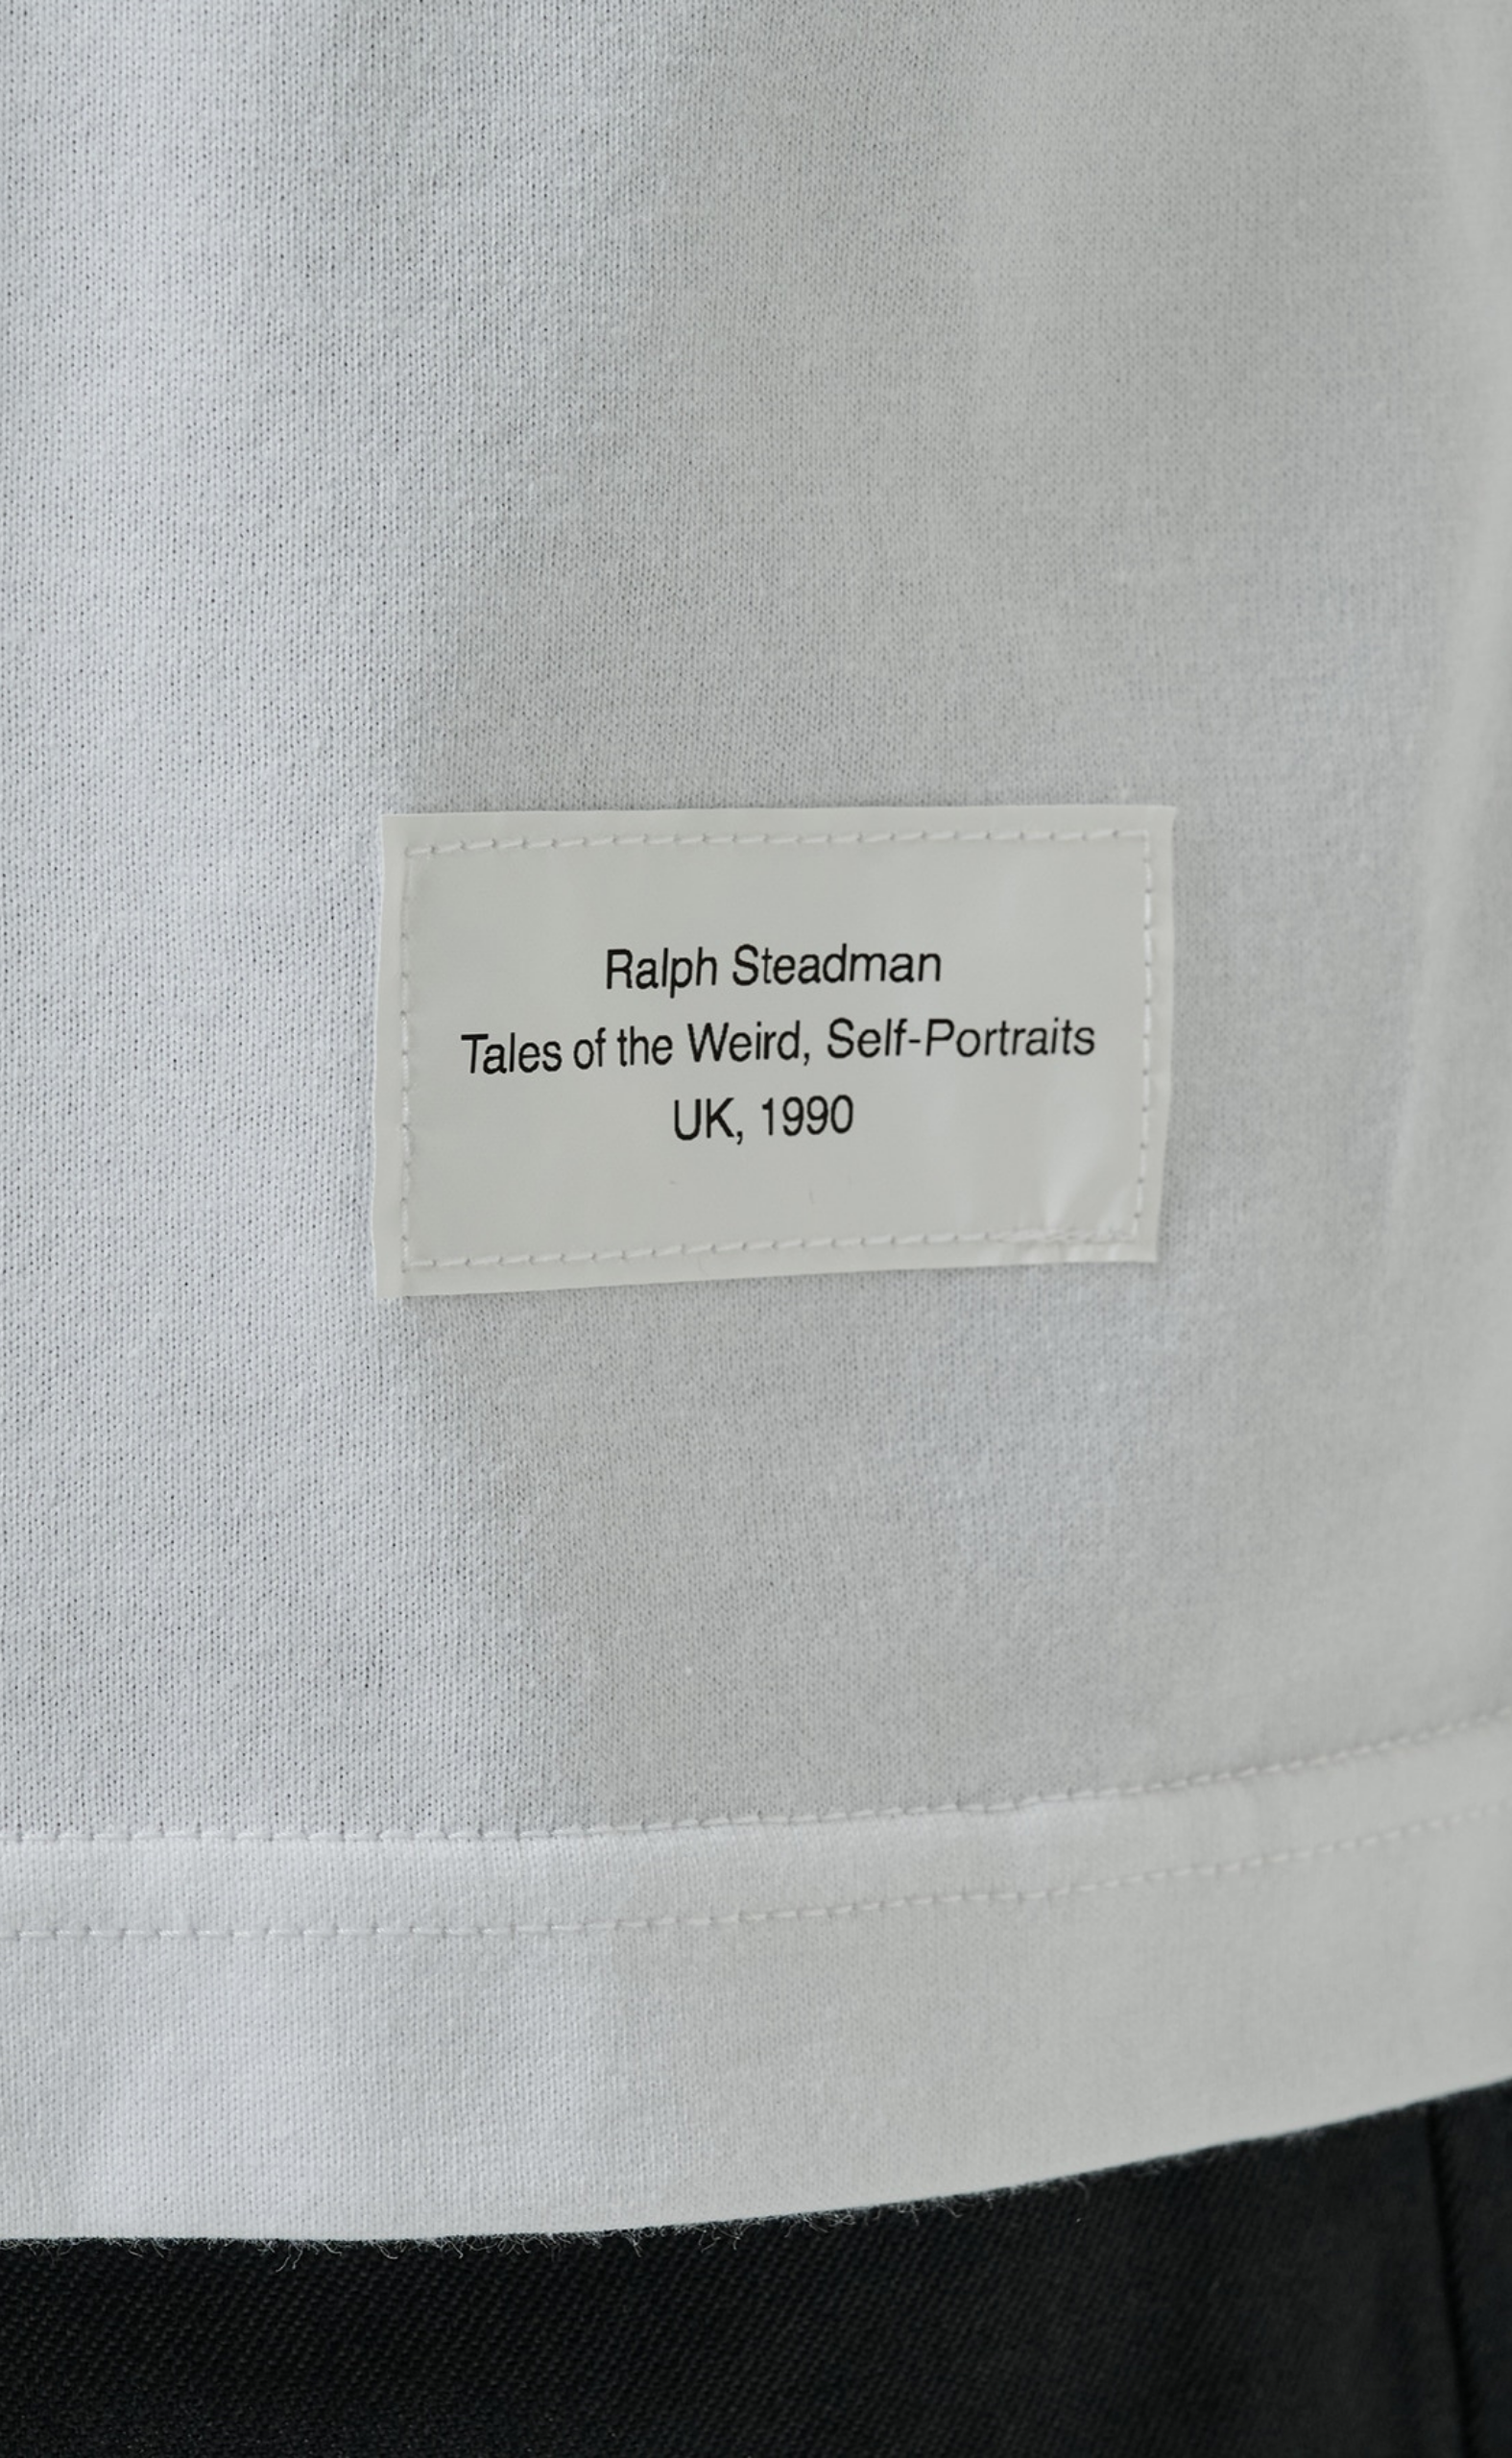 Ralph Steadman
Tales of the Weird, Self-Portraits
UK, 1990